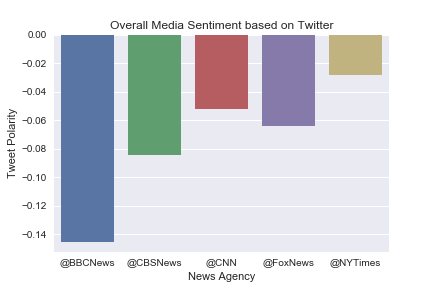 Overall Media Sentiment based on Twitter
0.00
−0.02
−0.04
−0.06
−0.08
−0.10
−0.12
−0.14
Tweet Polarity
@BBCNews @CBSNews @CNN @FoxNews @NYTimes
News Agency